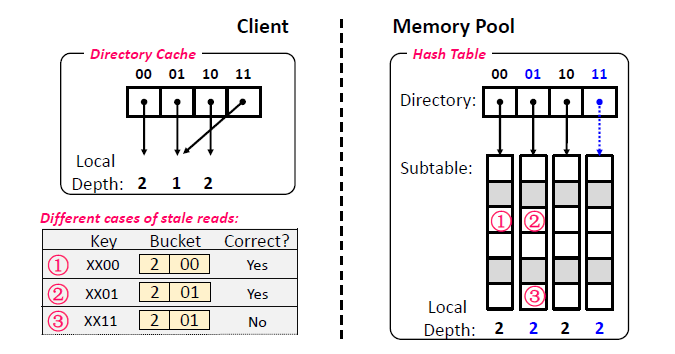 Client
Directory Cache
00 01 10 11
Local
Depth: 2 1 2
Different cases of stale reads:
Key Bucket Correct?
① XX00 2 00 Yes
② XX01 2 01 Yes
③ XX11 2 01 No
Memory Pool
Hash Table
00 01 10 11
Directory:
Subtable:
① ②
③
Local
Depth: 2 2 2 2